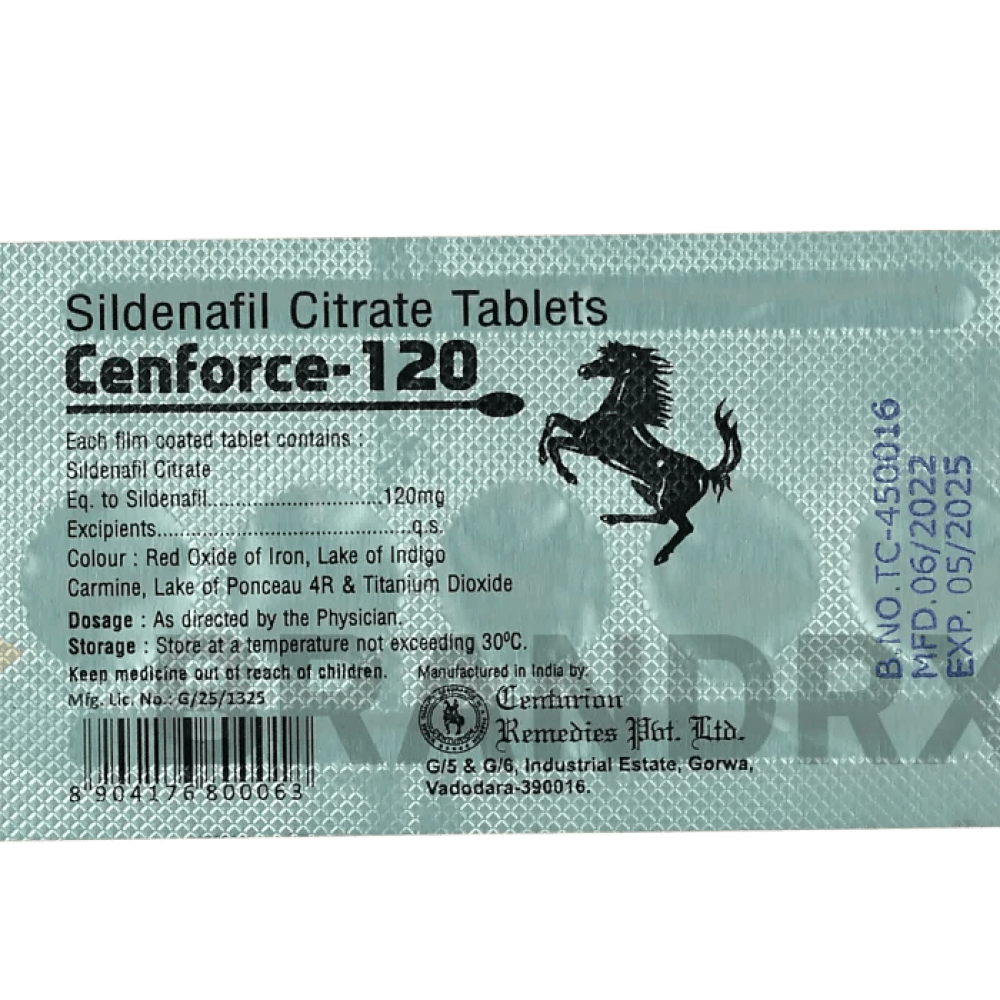 Sildenafil Citrate Tablets
Cenforce-120
Each film coated tablet contains :
Sildenafil Citrate
Eq. to Sildenafil..............................120mg
Excipients..........................................q.s.
Colour : Red Oxide of Iron, Lake of Indigo
Carmine, Lake of Ponceau 4R & Titanium Dioxide
Dosage : As directed by the Physician.
Storage : Store at a temperature not exceeding 30⁰C.
Keep medicine out of reach of children.
Mfg. Lic. No.: G/25/1325
8 904176 800063
Manufactured in India by:
Centurion
Remedies Pvt. Ltd.
G/5 & G/6, Industrial Estate, Gorwa,
Vadodara-390016.
B.NO.TC-450016
MFD.06/2022
EXP. 05/2025